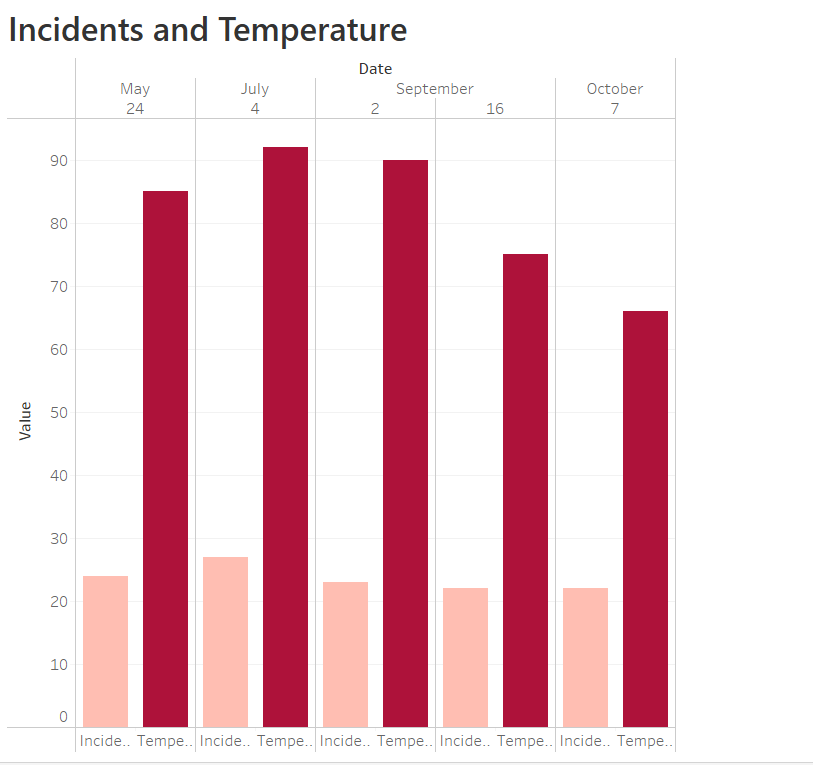 Incidents and Temperature
Date
May July September October
24 4 2 16 7
90
80
70
60
50
40
30
20
10
0
Value
Incide.. Tempe.. Incide.. Tempe.. Incide.. Tempe.. Incide.. Tempe.. Incide.. Tempe..